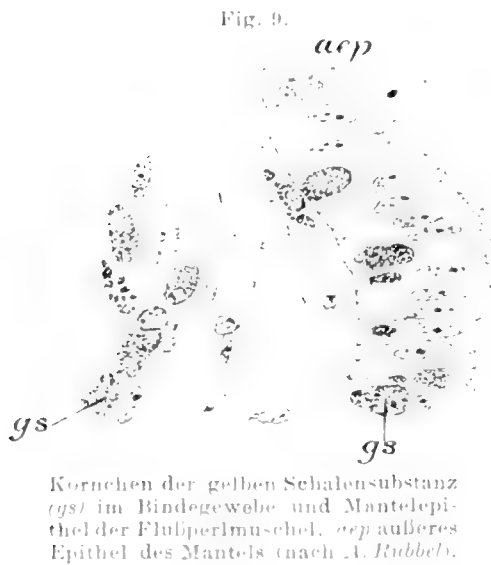 Fig. 9.
aep
gs
gs
Körnchen der gelben Schalensubstanz
(gs) im Bindegewebe und Mantelepi-
thel der Flußperlmuschel. aep äußeres
Epithel des Mantels (nach A. Rubbel).